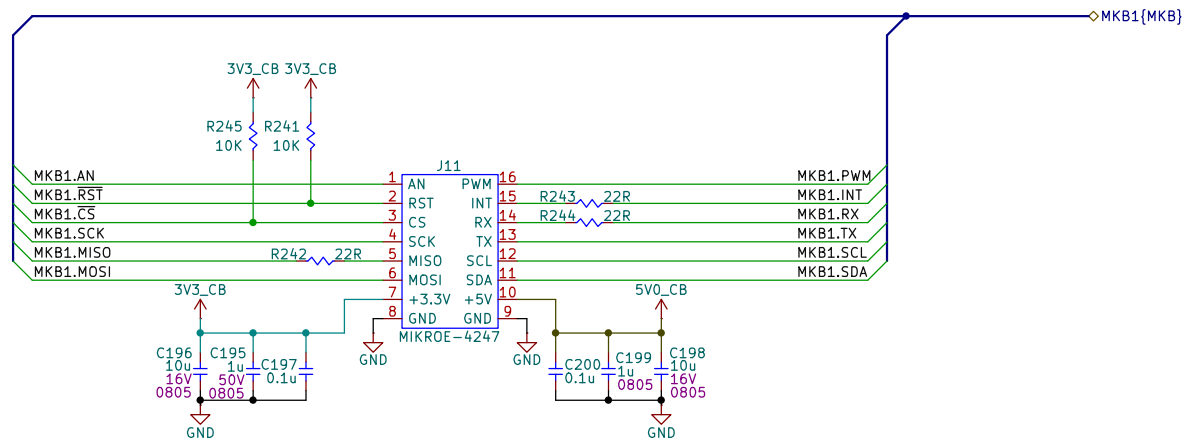 MKB1{MKB}
3V3_CB 3V3_CB
R245
10K
R241
10K
J11
MKB1.AN
MKB1.RST
MKB1.CS
MKB1.SCK
MKB1.MISO
MKB1.MOSI
R242 22R
1 AN
2 RST
3 CS
4 SCK
5 MISO
6 MOSI
7 +3.3V
8 GND
PWM 16
INT 15
RX 14
TX 13
SCL 12
SDA 11
+5V 10
GND 9
MIKROE-4247
R243 22R
R244 22R
MKB1.PWM
MKB1.INT
MKB1.RX
MKB1.TX
MKB1.SCL
MKB1.SDA
3V3_CB
C196
10u
16V
0805
C195
1u
50V
0805
C197
0.1u
GND
GND
GND
5V0_CB
C200
0.1u
C199
1u
0805
C198
10u
16V
0805
GND